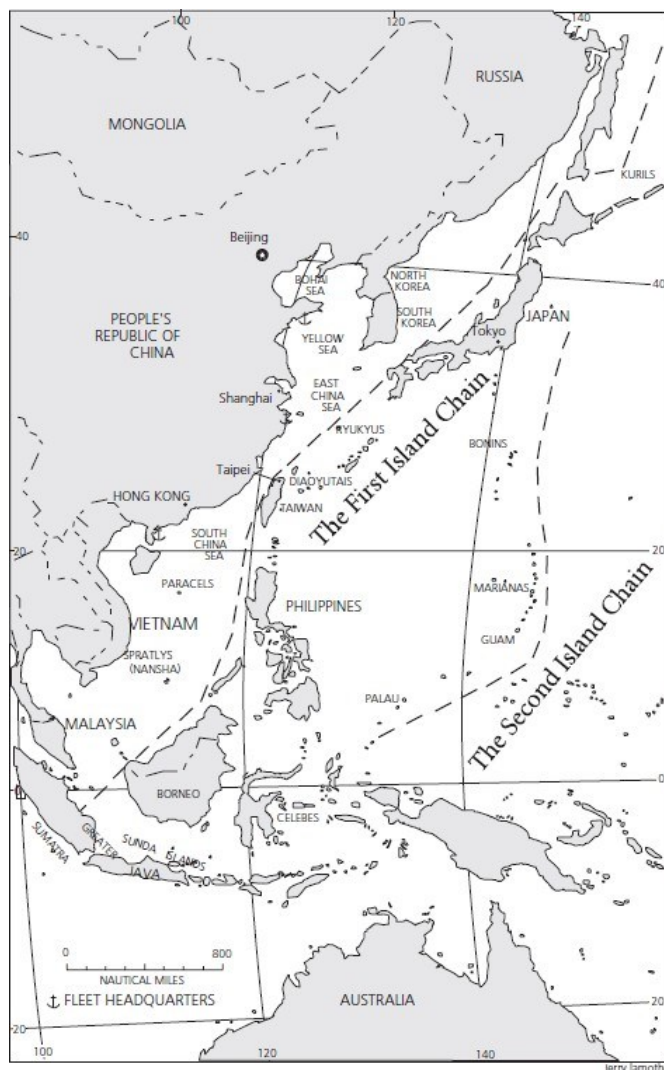 100
120
140
RUSSIA
MONGOLIA
KURILS
40
Beijing
40
BOHAI
SEA
NORTH
KOREA
PEOPLE'S
REPUBLIC OF
CHINA
SOUTH
KOREA
JAPAN
Tokyo
YELLOW
SEA
EAST
CHINA
SEA
Shanghai
RYUKYUS
The First Island Chain
BONINS
Taipei
DIAOYUTAIS
TAIWAN
HONG KONG
SOUTH
CHINA
SEA
20
20
PARACELS
MARIANAS
PHILIPPINES
VIETNAM
GUAM
SPRATLYS
(NANSHA)
The Second Island Chain
PALAU
MALAYSIA
0
0
BORNEO
CELEBES
SUMATRA
GREATER
SUNDA ISLANDS
JAVA
0 800
NAUTICAL MILES
FLEET HEADQUARTERS
AUSTRALIA
20
20
100
120
140
Jerry lamothe